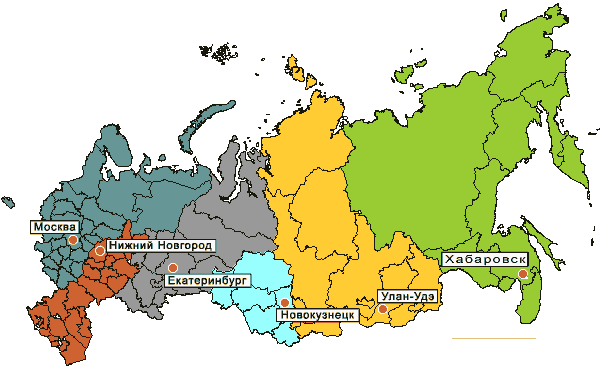 Москва
Нижний Новгород
Хабаровск
Екатеринбург
Улан-Удэ
Новокузнецк